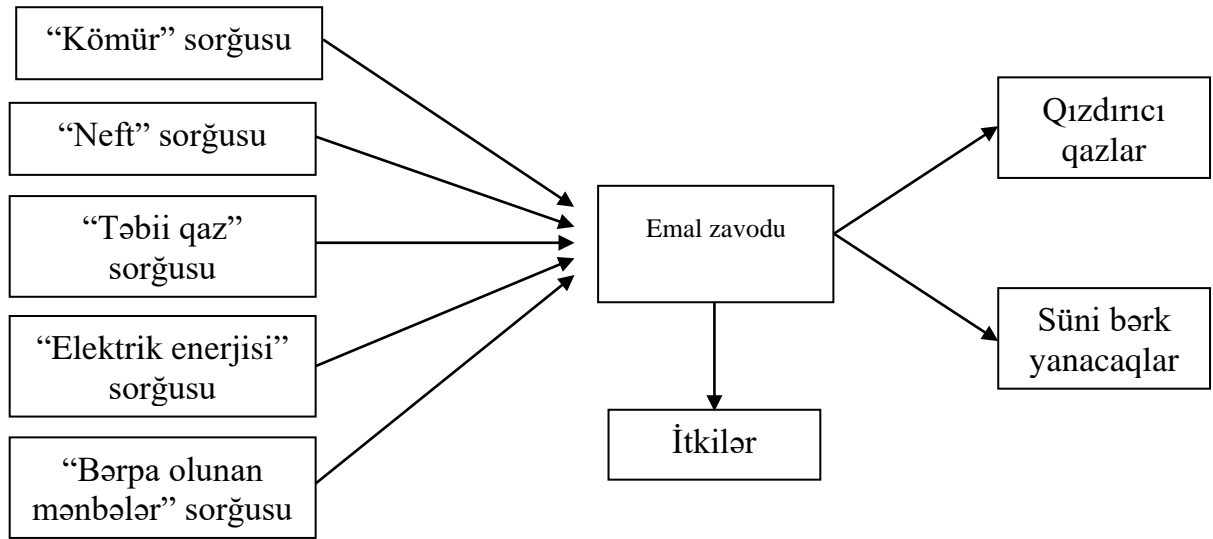 “Kömür” sorğusu
“Neft” sorğusu
“Təbii qaz”
sorğusu
“Elektrik enerjisi”
sorğusu
“Bərpa olunan
mənbələr” sorğusu
Emal zavodu
İtkilər
Qızdırıcı
qazlar
Süni bərk
yanacaqlar